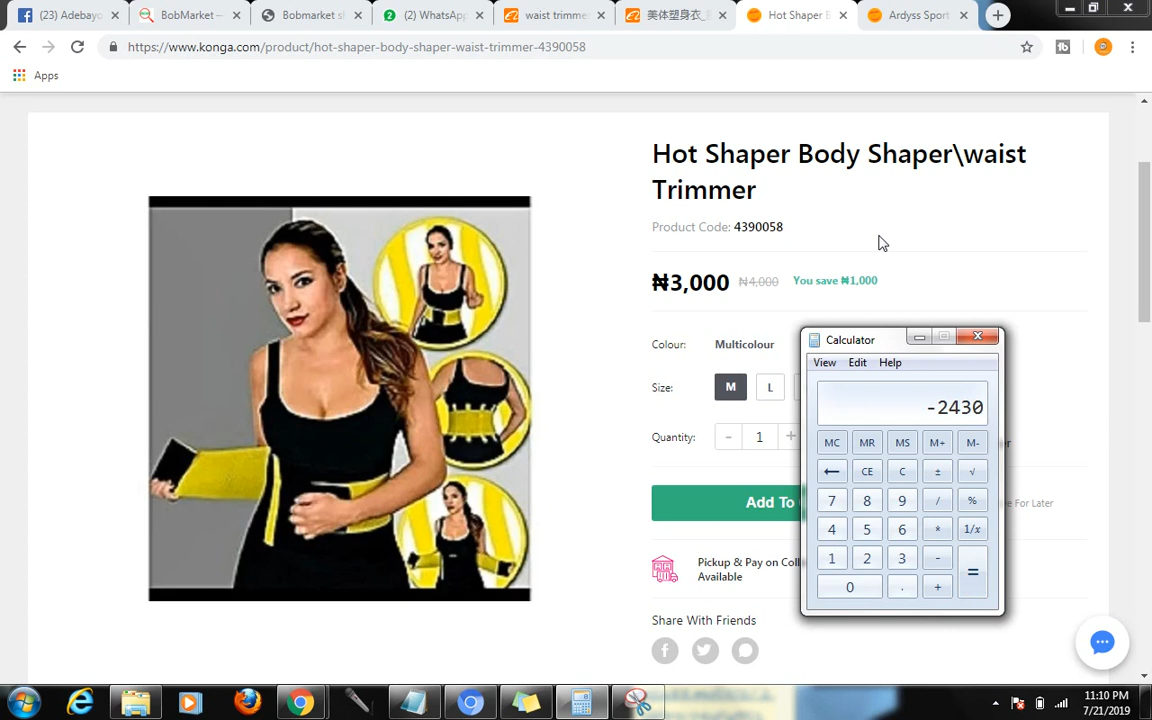 (23) Adebayo
BobMarket –
Bobmarket sh
(2) WhatsApp
waist trimme
美体塑身衣_
Hot Shaper B
Ardyss Sport
https://www.konga.com/product/hot-shaper-body-shaper-waist-trimmer-4390058
Apps
Hot Shaper Body Shaper\waist
Trimmer
Product Code: 4390058
₦3,000 ₦4,000 You save ₦1,000
Colour: Multicolour
Size: M L
Quantity: - 1 +
Add To
e For Later
Pickup & Pay on Coll
Available
Share With Friends
Calculator
View Edit Help
-2430
MC MR MS M+ M-
← CE C ± √
7 8 9 / %
4 5 6 * 1/x
1 2 3 - =
0 . +
11:10 PM
7/21/2019